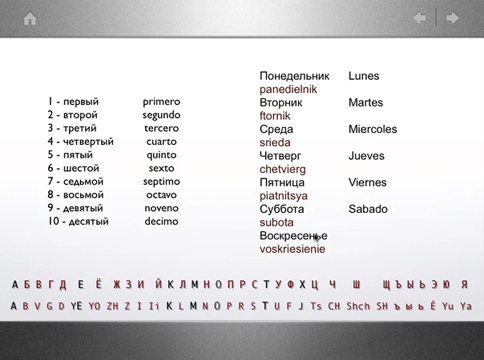 1 - первый primero
2 - второй segundo
3 - третий tercero
4 - четвертый cuarto
5 - пятый quinto
6 - шестой sexto
7 - седьмой septimo
8 - восьмой octavo
9 - девятый noveno
10 - десятый decimo
Понедельник Lunes
panedielnik
Вторник Martes
ftornik
Среда Miercoles
srieda
Четверг Jueves
chetvierg
Пятница Viernes
piatnitsya
Суббота Sabado
subota
Воскресенье
voskriesienie
А Б В Г Д Е Ё Ж З И Й К Л М Н О П Р С Т У Ф Х Ц Ч Ш Щ Ъ Ы Ь Э Ю Я
A B V G D YE YO ZH Z I Ii K L M N O P R S T U F J Ts CH Shch SH ъ ы ь Ė Yu Ya